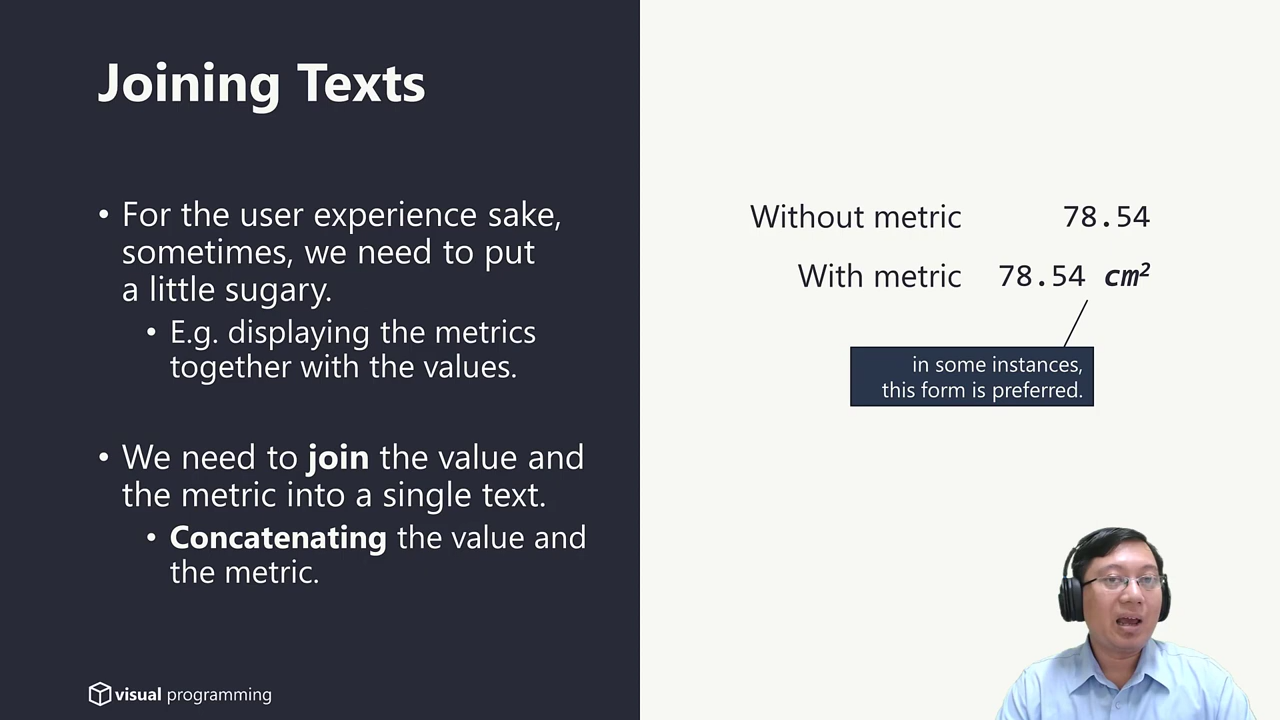 Joining Texts
• For the user experience sake,
sometimes, we need to put
a little sugary.
• E.g. displaying the metrics
together with the values.
• We need to join the value and
the metric into a single text.
• Concatenating the value and
the metric.
visual programming
Without metric 78.54
With metric 78.54 cm²
in some instances,
this form is preferred.